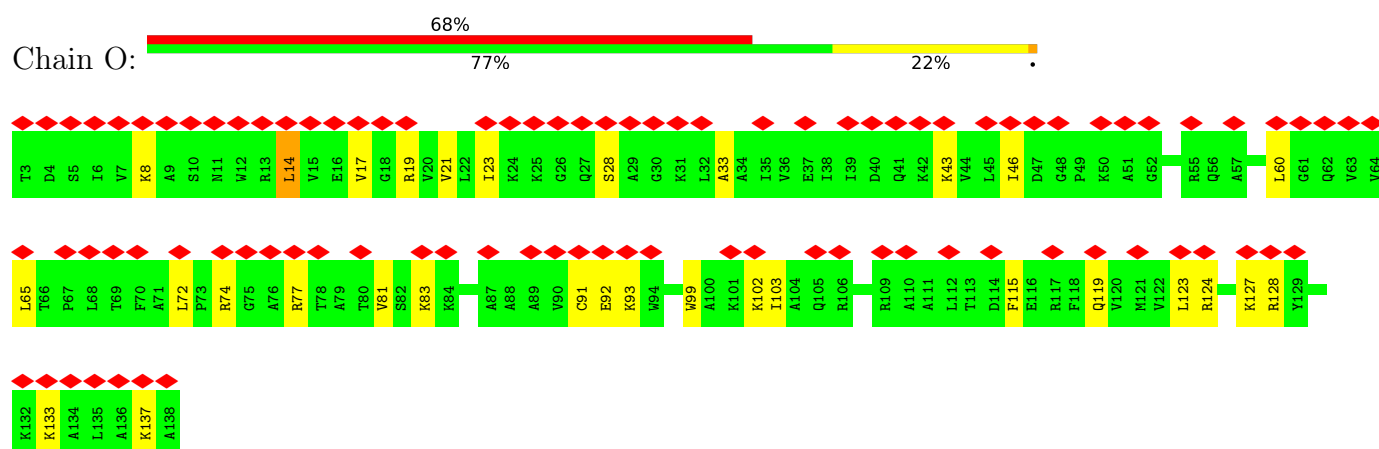 68%
Chain O:
77% 22% •
T3 D4 S5 I6 V7 K8 A9 S10 N11 W12 R13 L14 V15 E16 V17 G18 R19 V20 V21 L22 I23 K24 K25 G26 Q27 S28 A29 G30 K31 L32 A33 A34 I35 V36 E37 I38 I39 D40 Q41 K42 K43 V44 L45 I46 D47 G48 P49 K50 A51 G52 R55 Q56 A57 L60 G61 Q62 V63 V64
L65 T66 P67 L68 T69 F70 A71 L72 P73 R74 G75 A76 R77 T78 A79 T80 V81 S82 K83 K84 A87 A88 A89 V90 C91 E92 K93 W94 W99 A100 K101 K102 I103 A104 Q105 R106 R109 A110 A111 L112 T113 D114 F115 E116 R117 F118 Q119 V120 M121 V122 L123 R124 K127 R128 Y129
K132 K133 A134 L135 A136 K137 A138